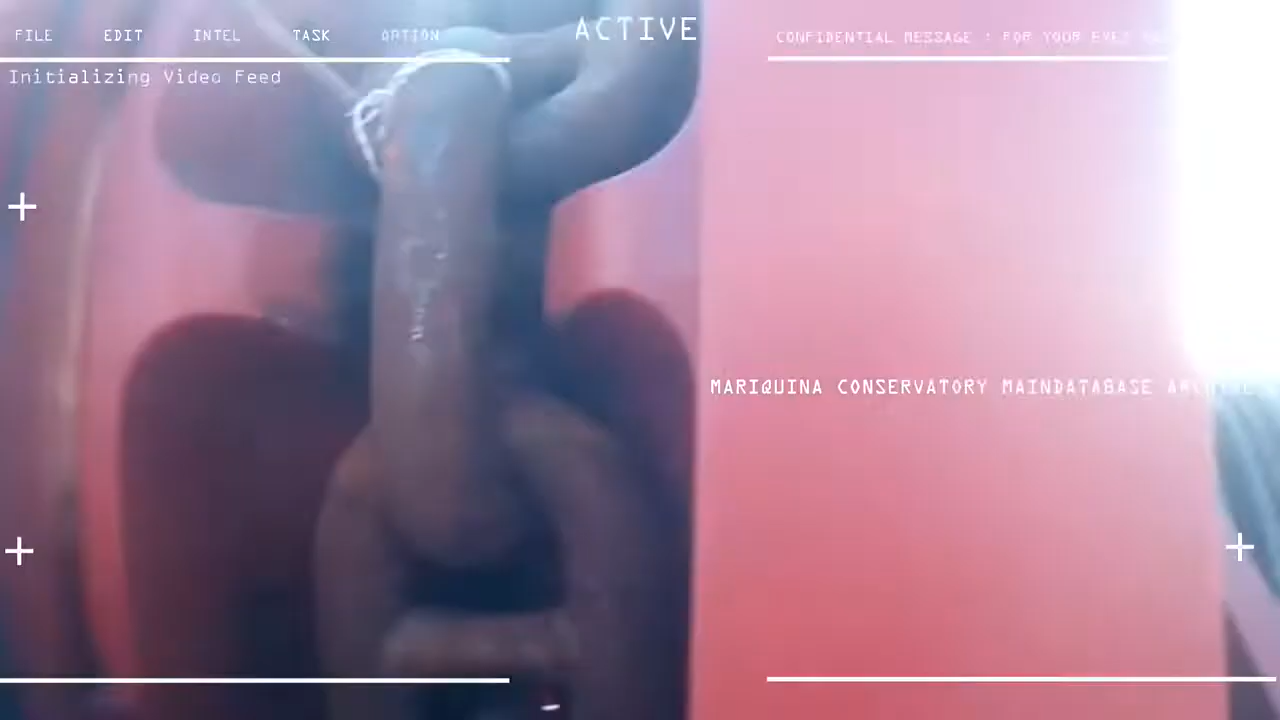 FILE EDIT INTEL TASK OPTION
ACTIVE
CONFIDENTIAL MESSAGE : FOR YOUR EYES
Initializing Video Feed
MARIQUINA CONSERVATORY MAINDATABASE